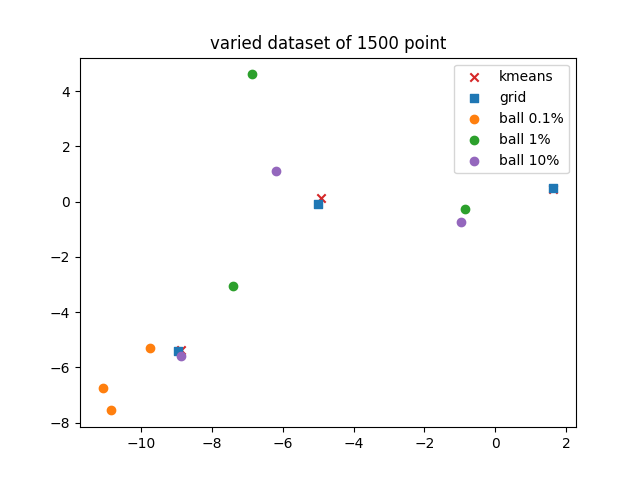 varied dataset of 1500 point
kmeans
grid
ball 0.1%
ball 1%
ball 10%
4
2
0
−2
−4
−6
−8
−10 −8 −6 −4 −2 0 2